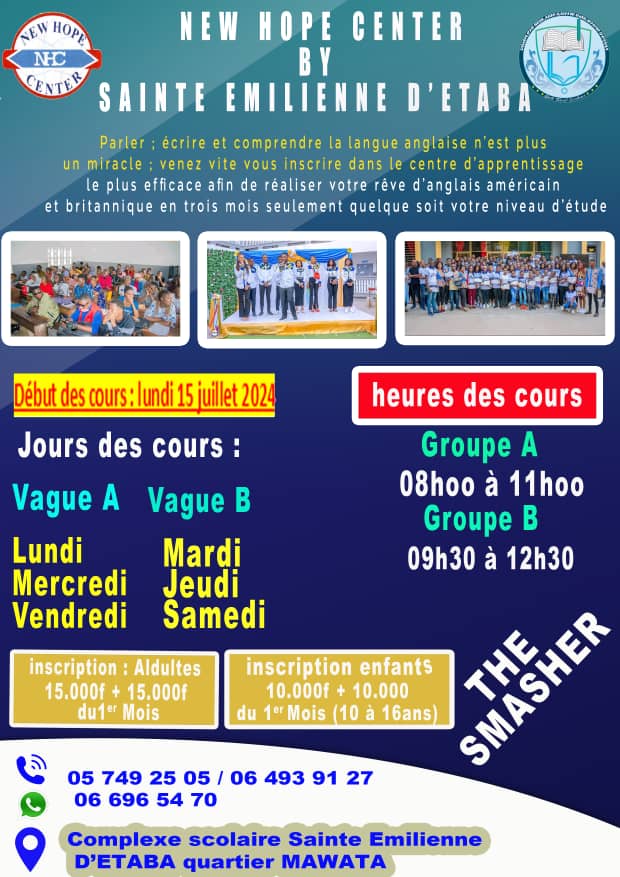 NEW HOPE
NHC
CENTER
NEW HOPE CENTER
BY
SAINTE EMILIENNE D'ETABA
Parler ; écrire et comprendre la langue anglaise n'est plus
un miracle ; venez vite vous inscrire dans le centre d'apprentissage
le plus efficace afin de réaliser votre rêve d'anglais américain
et britannique en trois mois seulement quelque soit votre niveau d'étude
Début des cours : lundi 15 juillet 2024
Jours des cours :
Vague A
Lundi
Mercredi
Vendredi
Vague B
Mardi
Jeudi
Samedi
heures des cours
Groupe A
08hoo à 11hoo
Groupe B
09h30 à 12h30
inscription : Aldultes
15.000f + 15.000f
du1er Mois
inscription enfants
10.000f + 10.000
du 1er Mois (10 à 16ans)
THE
SMASHER
05 749 25 05 / 06 493 91 27
06 696 54 70
Complexe scolaire Sainte Emilienne
D'ETABA quartier MAWATA